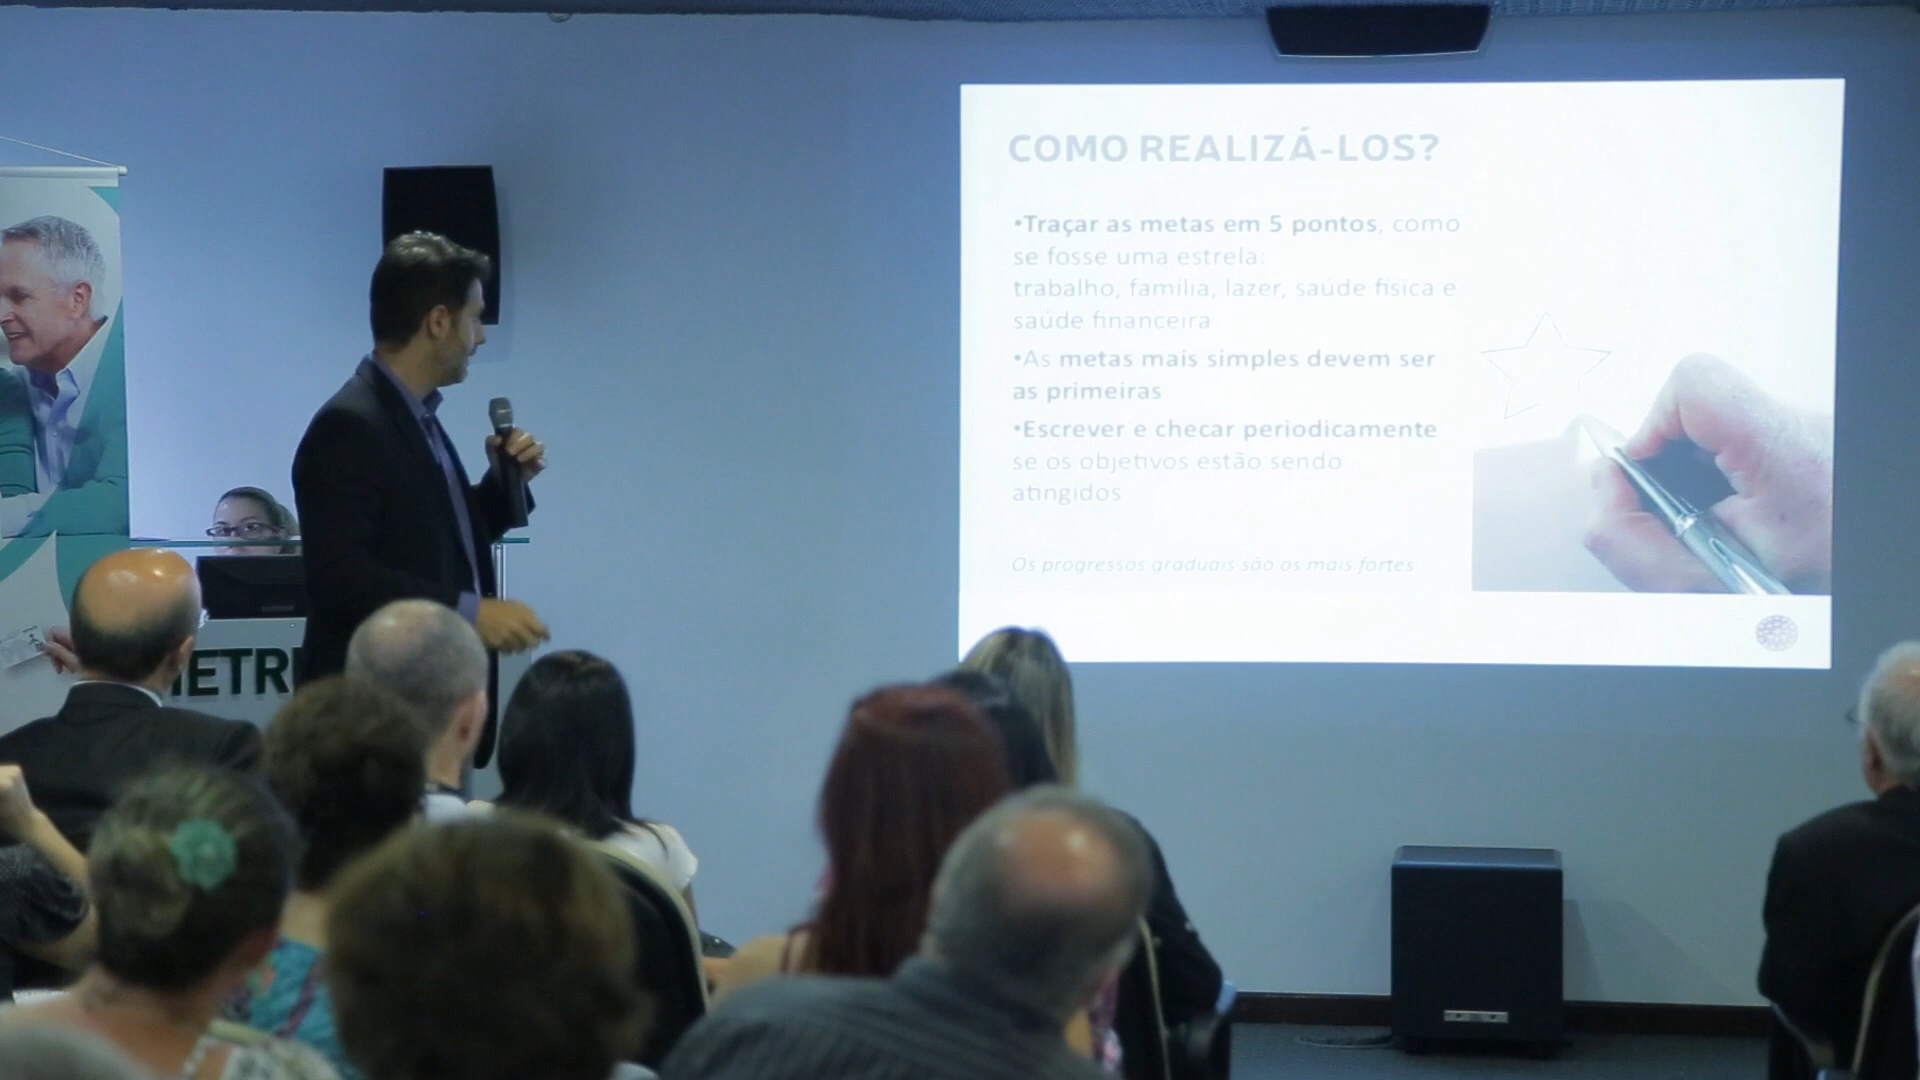 COMO REALIZÁ-LOS?
•Traçar as metas em 5 pontos, como
se fosse uma estrela:
trabalho, família, lazer, saúde física e
saúde financeira
•As metas mais simples devem ser
as primeiras
•Escrever e checar periodicamente
se os objetivos estão sendo
atingidos
Os progressos graduais são os mais fortes
IETR